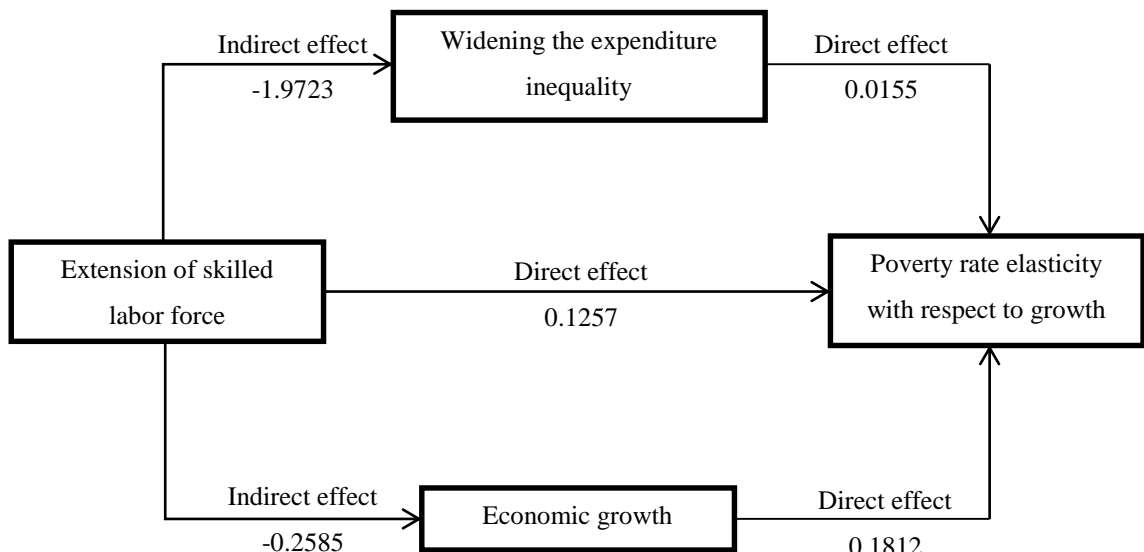 Indirect effect
-1.9723
Widening the expenditure
inequality
Direct effect
0.0155
Extension of skilled
labor force
Direct effect
0.1257
Poverty rate elasticity
with respect to growth
Indirect effect
-0.2585
Economic growth
Direct effect
0.1812